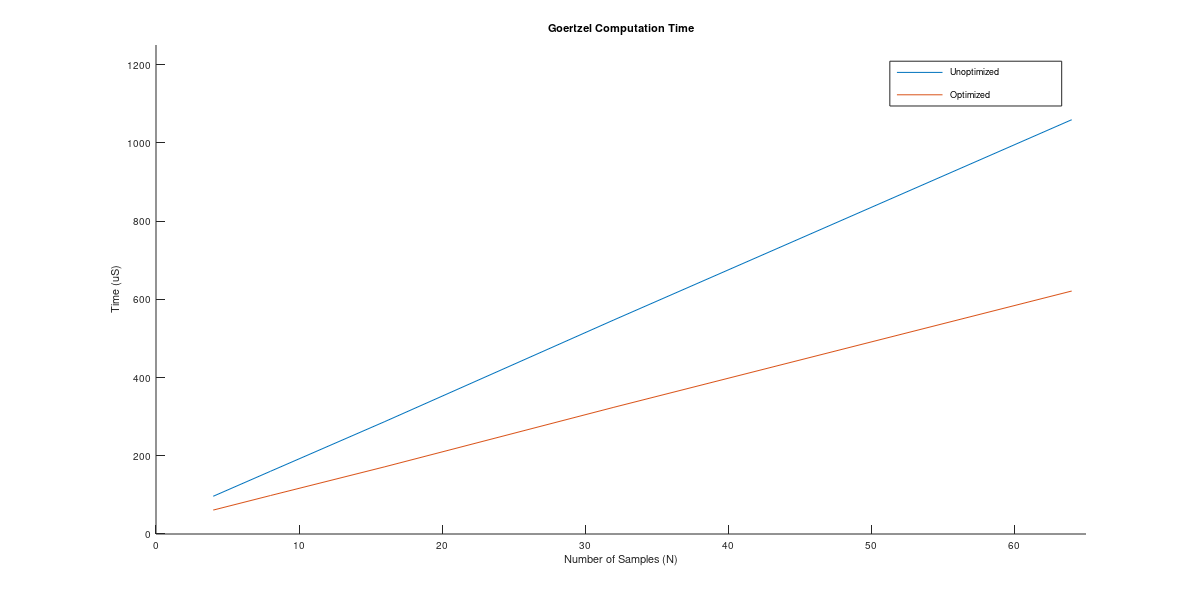 Goertzel Computation Time
Unoptimized
Optimized
1200
1000
800
600
400
200
0
Time (uS)
0 10 20 30 40 50 60
Number of Samples (N)